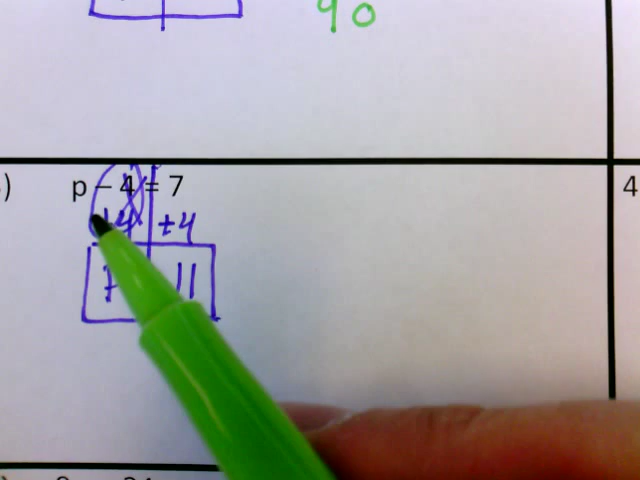 90
) p – 4 = 7
+4 +4
11
4